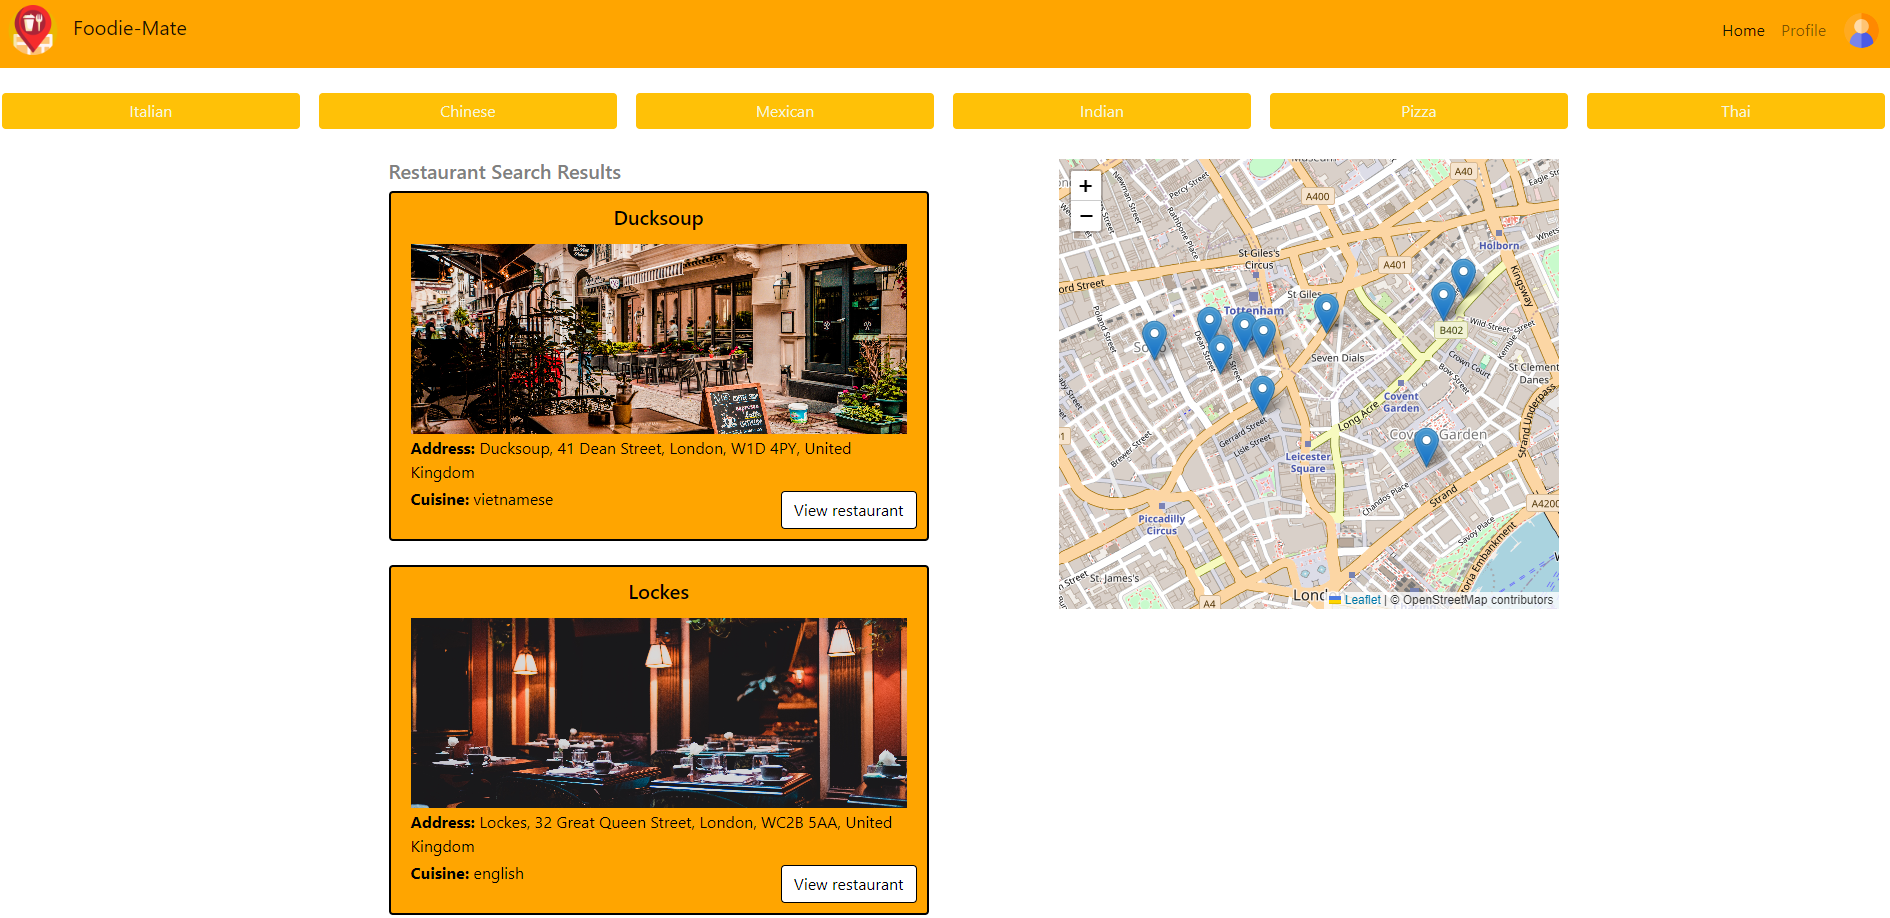 Foodie-Mate
Home Profile
Italian Chinese Mexican Indian Pizza Thai
Restaurant Search Results
Ducksoup
Address: Ducksoup, 41 Dean Street, London, W1D 4PY, United
Kingdom
Cuisine: vietnamese
View restaurant
Lockes
Address: Lockes, 32 Great Queen Street, London, WC2B 5AA, United
Kingdom
Cuisine: english
View restaurant
+
−
A40
A400
Percy Street
Newman Street
Rathbone Place
Eagle Str
Holborn
Whets
St Giles's
Circus
A401
Kingsway
ord Street
St Giles
Tottenham
Poland Street
B402
Wild Street
street
Kemble
Dean Street
Seven Dials
Crown Court
Bow Street
St Clement
Danes
Covent
Garden
Long Acre
Gerrard Street
Lisle Street
Brewer Street
Garden
Leicester
Square
Strand Underpass
Chandos Place
Strand
A4200
Piccadilly
Circus
Savoy Place
Street
St. James's
A4
Lond
Leaflet | © OpenStreetMap contributors